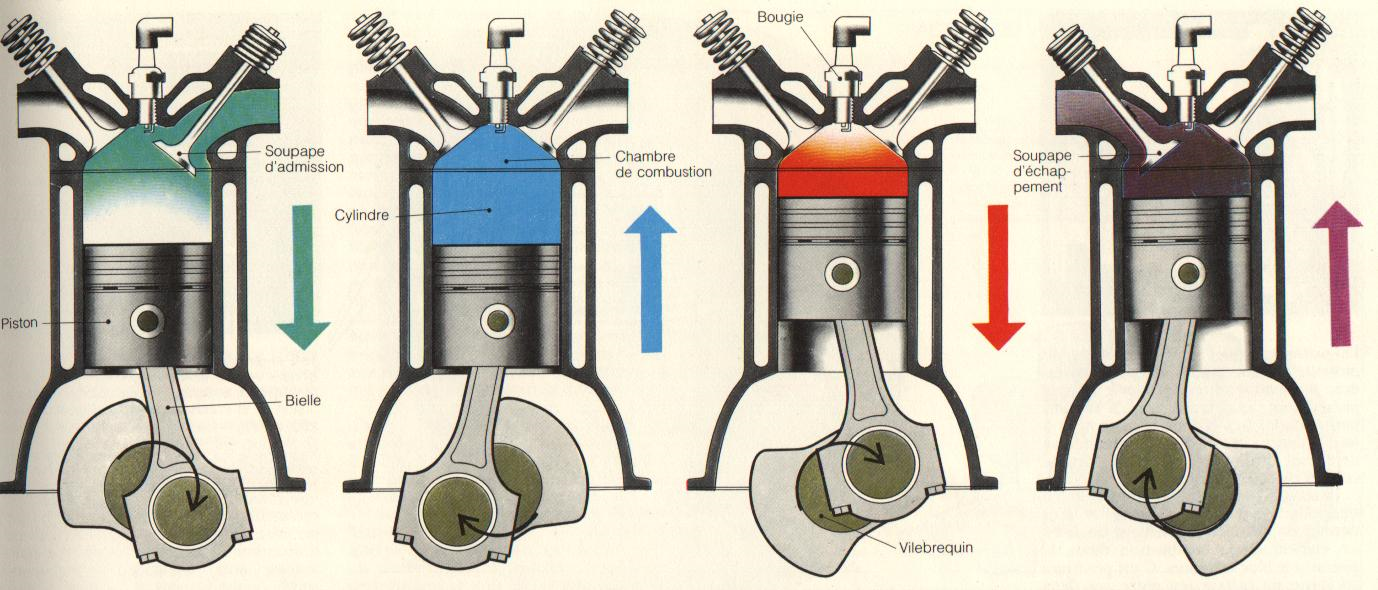 Bougie
Soupape
d'admission
Chambre
de combustion
Soupape
d'échap-
pement
Cylindre
Piston
Bielle
Vilebrequin